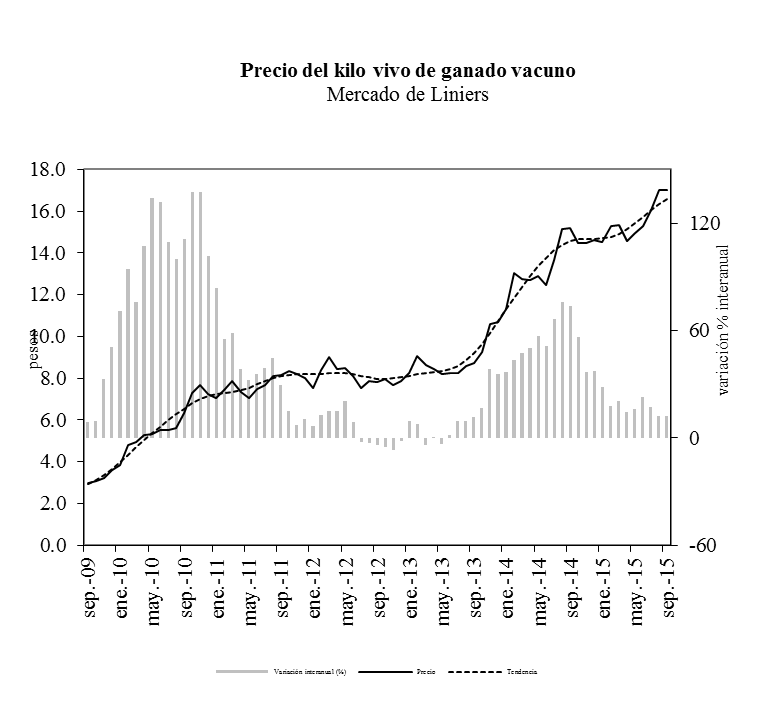 Precio del kilo vivo de ganado vacuno
Mercado de Liniers
18.0
16.0
14.0
12.0
10.0
8.0
6.0
4.0
2.0
0.0
pesos
120
60
0
-60
variación % interanual
sep.-09
ene.-10
may.-10
sep.-10
ene.-11
may.-11
sep.-11
ene.-12
may.-12
sep.-12
ene.-13
may.-13
sep.-13
ene.-14
may.-14
sep.-14
ene.-15
may.-15
sep.-15
Variación interanual (%)
Precio
Tendencia